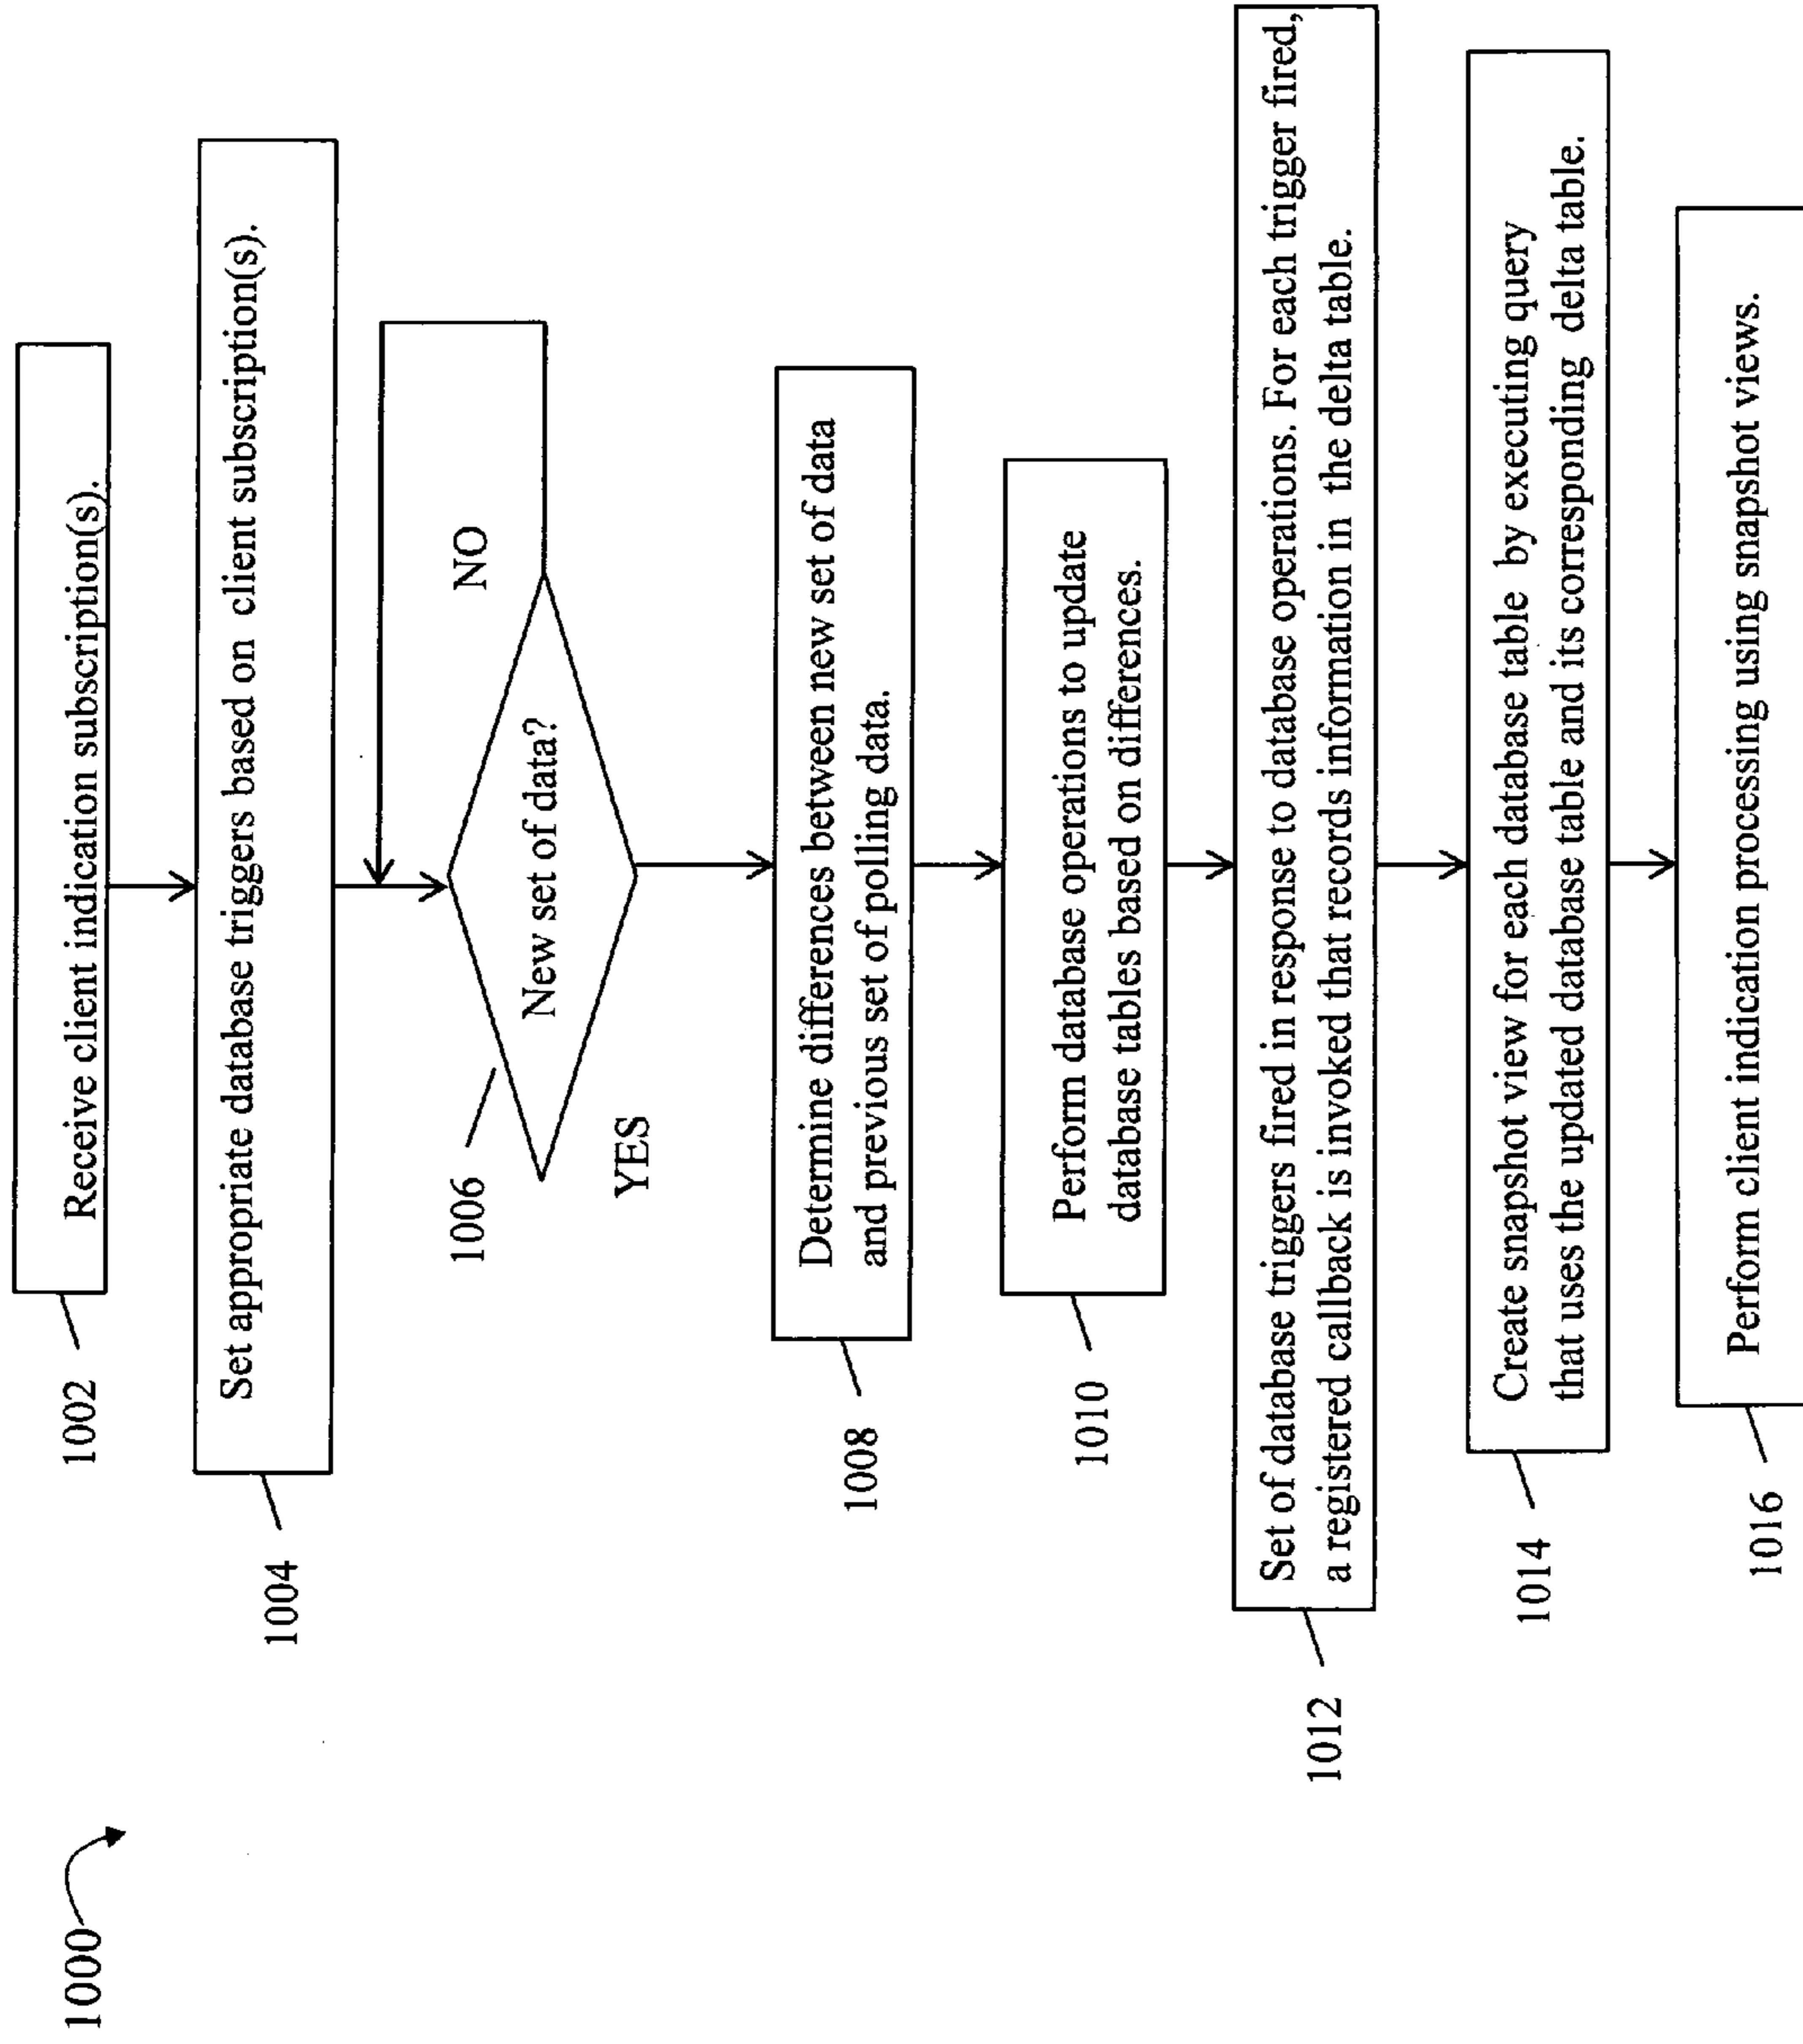 1000
1002
Receive client indication subscription(s).
1004
Set appropriate database triggers based on client subscription(s).
1006
New set of data?
NO
YES
1008
Determine differences between new set of data
and previous set of polling data.
1010
Perform database operations to update
database tables based on differences.
1012
Set of database triggers fired in response to database operations. For each trigger fired,
a registered callback is invoked that records information in the delta table.
1014
Create snapshot view for each database table by executing query
that uses the updated database table and its corresponding delta table.
1016
Perform client indication processing using snapshot views.